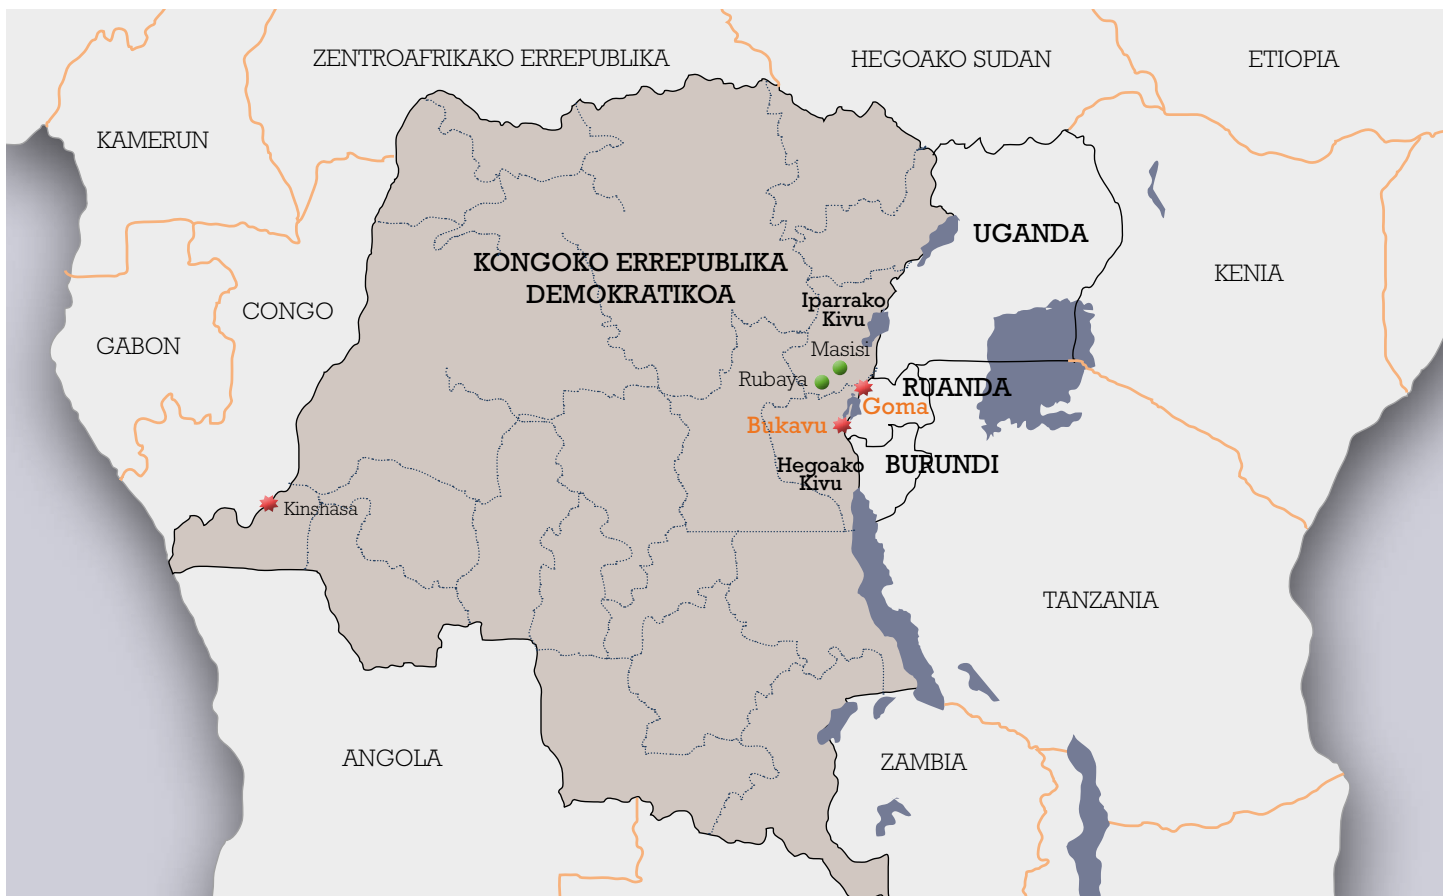 ZENTROAFRIKAKO ERREPUBLIKA
HEGOAKO SUDAN
ETIOPIA
KAMERUN
UGANDA
KONGOKO ERREPUBLIKA
DEMOKRATIKOA
KENIA
Iparrako
Kivu
CONGO
GABON
Masisi
Rubaya
RUANDA
Goma
Bukavu
Hegoako
Kivu
BURUNDI
Kinshasa
TANZANIA
ANGOLA
ZAMBIA